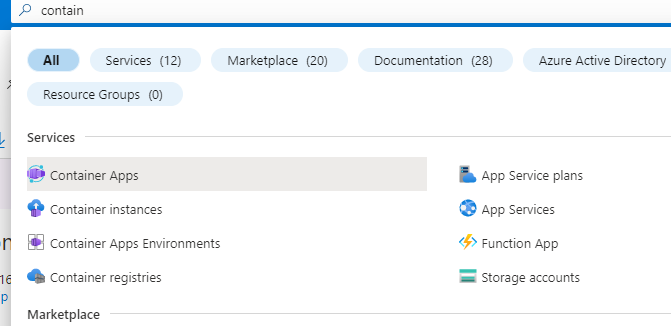 contain
All
Services (12)
Marketplace (20)
Documentation (28)
Azure Active Directory
Resource Groups (0)
Services
Container Apps
App Service plans
Container instances
App Services
Container Apps Environments
Function App
Container registries
Storage accounts
Marketplace